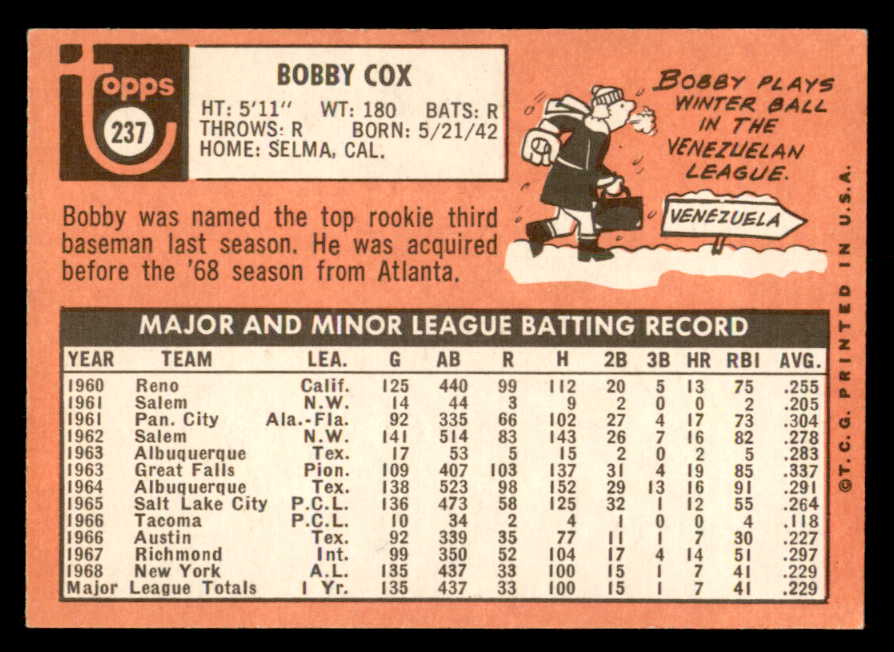 topps
237
BOBBY COX
HT: 5'11" WT: 180 BATS: R
THROWS: R BORN: 5/21/42
HOME: SELMA, CAL.
BOBBY PLAYS
WINTER BALL
IN THE
VENEZUELAN
LEAGUE.
VENEZUELA
Bobby was named the top rookie third
baseman last season. He was acquired
before the '68 season from Atlanta.
MAJOR AND MINOR LEAGUE BATTING RECORD
YEAR TEAM LEA. G AB R H 2B 3B HR RBI AVG.
1960 Reno Calif. 125 440 99 112 20 5 13 75 .255
1961 Salem N.W. 14 44 3 9 2 0 0 2 .205
1961 Pan. City Ala.-Fla. 92 335 66 102 27 4 17 73 .304
1962 Salem N.W. 141 514 83 143 26 7 16 82 .278
1963 Albuquerque Tex. 17 53 5 15 2 0 2 5 .283
1963 Great Falls Pion. 109 407 103 137 31 4 19 85 .337
1964 Albuquerque Tex. 138 523 98 152 29 13 16 91 .291
1965 Salt Lake City P.C.L. 136 473 58 125 32 1 12 55 .264
1966 Tacoma P.C.L. 10 34 2 4 1 0 0 4 .118
1966 Austin Tex. 92 339 35 77 11 1 7 30 .227
1967 Richmond Int. 99 350 52 104 17 4 14 51 .297
1968 New York A.L. 135 437 33 100 15 1 7 41 .229
Major League Totals 1 Yr. 135 437 33 100 15 1 7 41 .229
©T.C.G. PRINTED IN U.S.A.